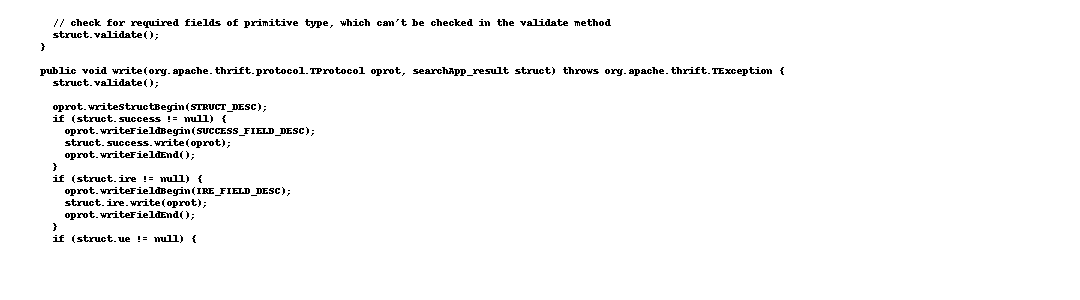 // check for required fields of primitive type, which can't be checked in the validate method
struct.validate();
}
public void write(org.apache.thrift.protocol.TProtocol oprot, searchApp_result struct) throws org.apache.thrift.TException {
struct.validate();
oprot.writeStructBegin(STRUCT_DESC);
if (struct.success != null) {
oprot.writeFieldBegin(SUCCESS_FIELD_DESC);
struct.success.write(oprot);
oprot.writeFieldEnd();
}
if (struct.ire != null) {
oprot.writeFieldBegin(IRE_FIELD_DESC);
struct.ire.write(oprot);
oprot.writeFieldEnd();
}
if (struct.ue != null) {